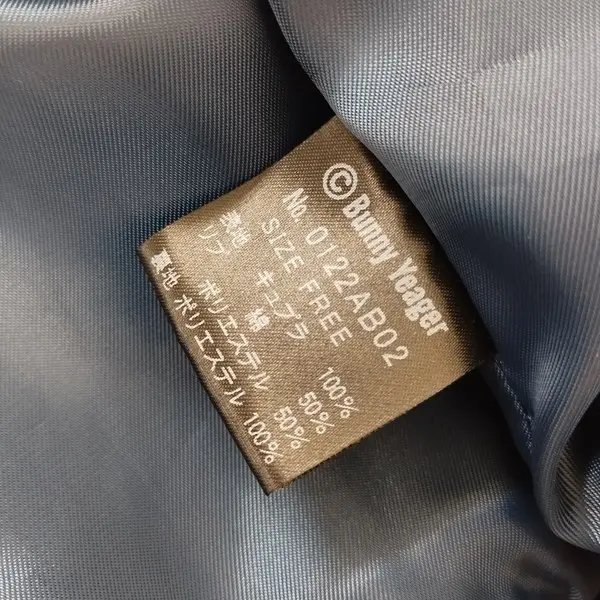 © Bunny Yeager
No. 0122AB02
SIZE FREE
表地 キュプラ 100%
リブ 綿 50%
ポリエステル 50%
裏地 ポリエステル 100%